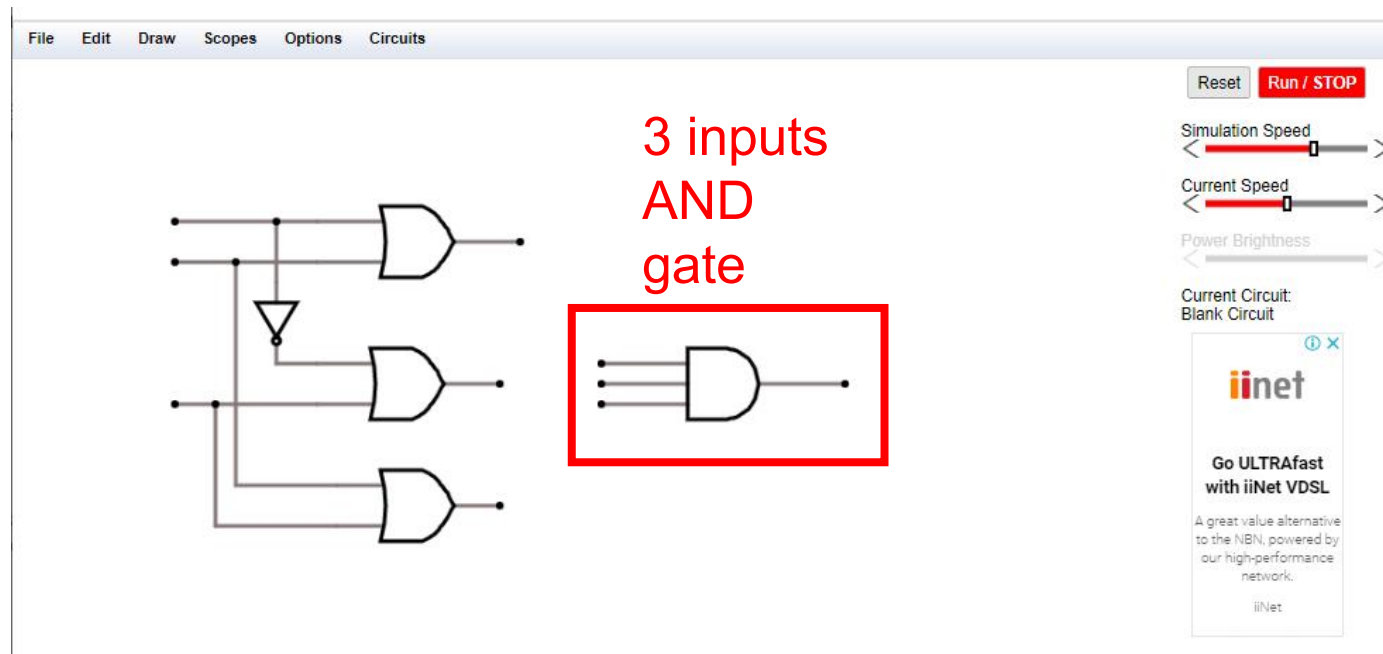 File Edit Draw Scopes Options Circuits
Reset Run / STOP
3 inputs
AND
gate
Simulation Speed
Current Speed
Power Brightness
Current Circuit:
Blank Circuit
iinet
Go ULTRAfast
with iiNet VDSL
A great value alternative
to the NBN, powered by
our high-performance
network.
iiNet